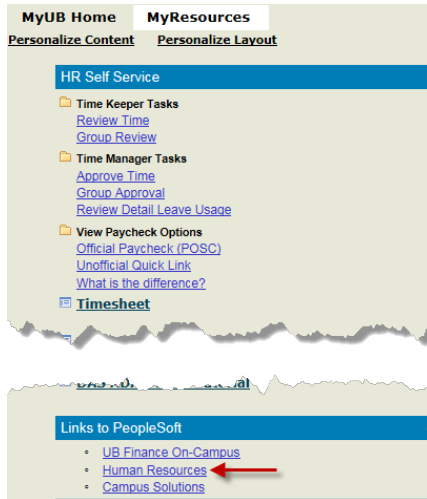 MyUB Home MyResources
Personalize Content Personalize Layout
HR Self Service
Time Keeper Tasks
Review Time
Group Review
Time Manager Tasks
Approve Time
Group Approval
Review Detail Leave Usage
View Paycheck Options
Official Paycheck (POSC)
Unofficial Quick Link
What is the difference?
Timesheet
Links to PeopleSoft
UB Finance On-Campus
Human Resources
Campus Solutions